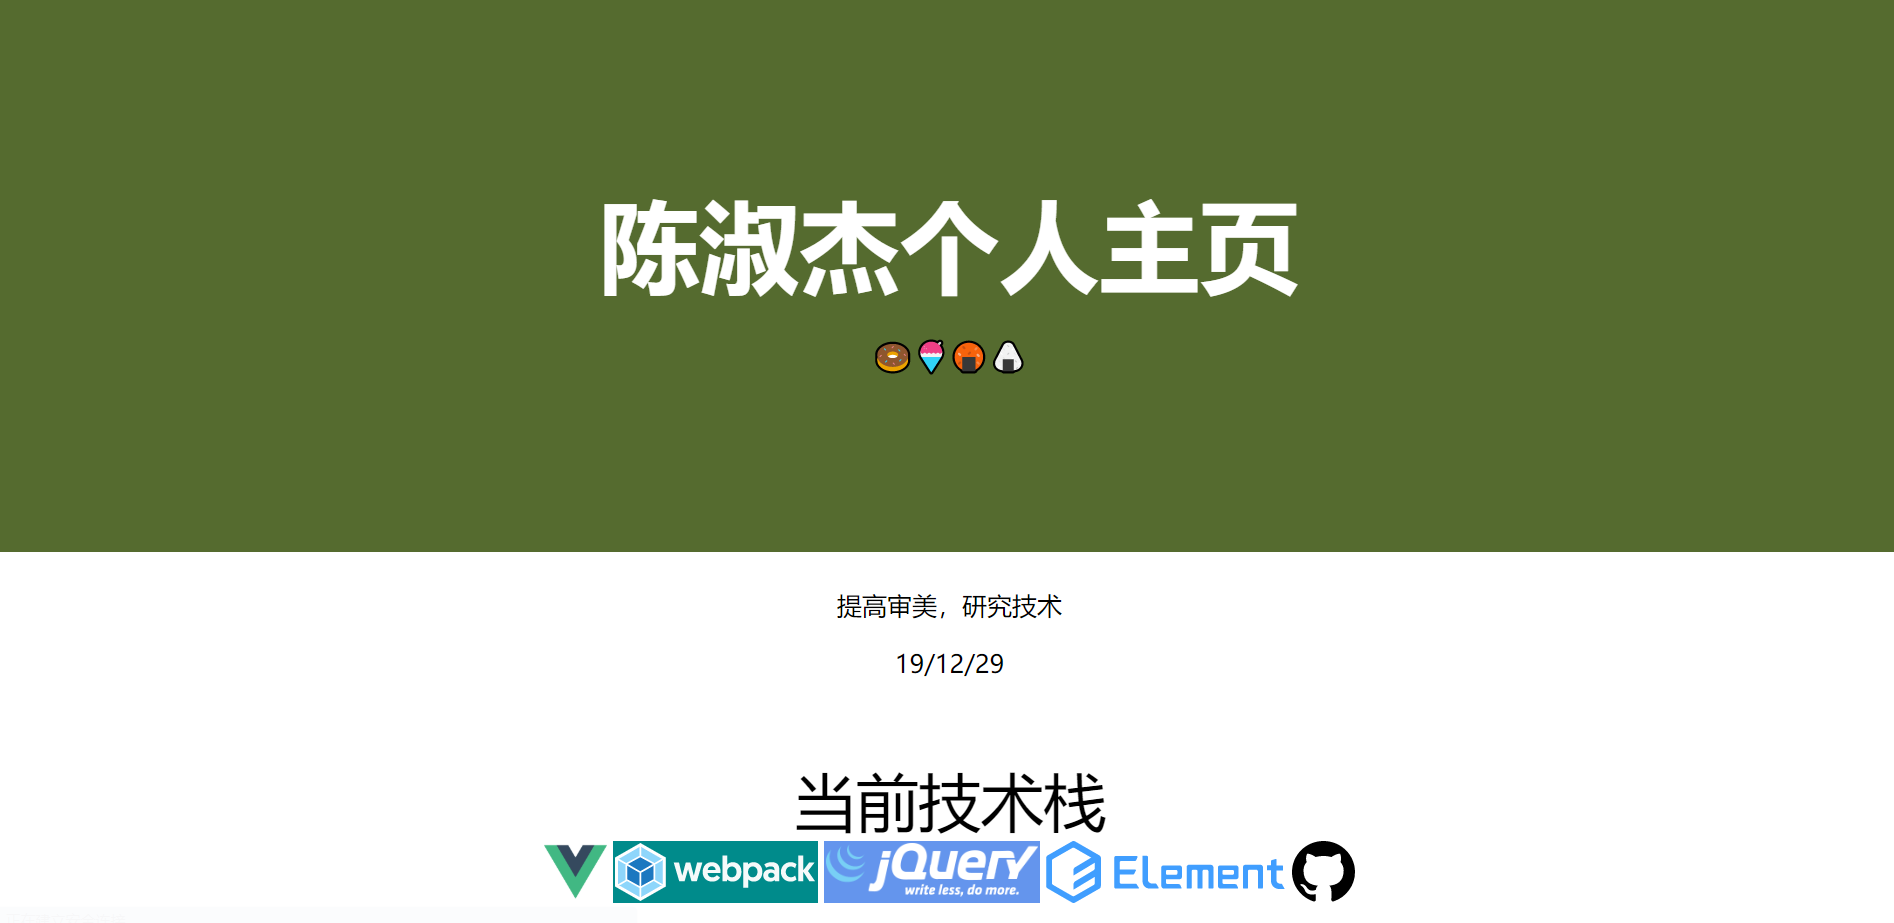 陈淑杰个人主页
提高审美，研究技术
19/12/29
当前技术栈
webpack jQuery Element
write less, do more.